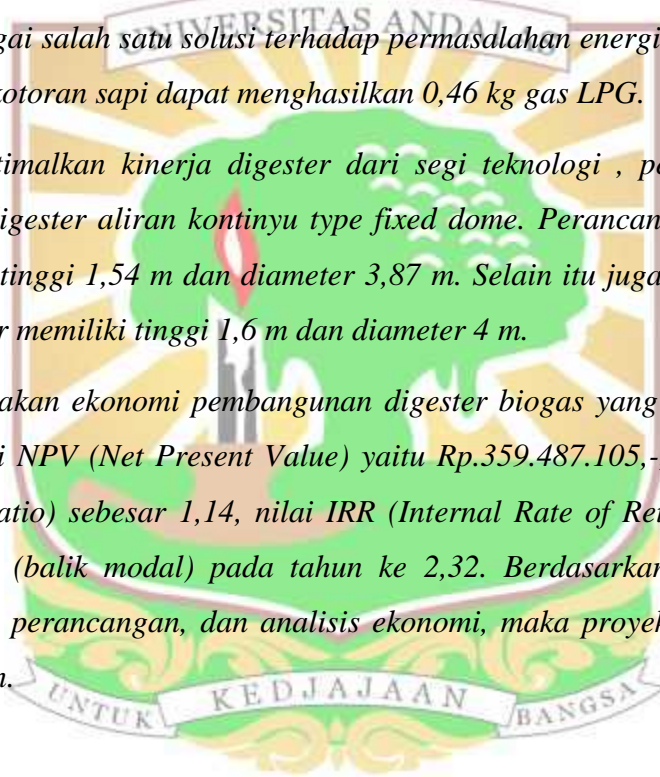 UNIVERSITAS ANDALAS
gai salah satu solusi terhadap permasalahan energi
kotoran sapi dapat menghasilkan 0,46 kg gas LPG.
timalkan kinerja digester dari segi teknologi , pe
digester aliran kontinyu type fixed dome. Perancan
tinggi 1,54 m dan diameter 3,87 m. Selain itu juga
r memiliki tinggi 1,6 m dan diameter 4 m.
akan ekonomi pembangunan digester biogas yang
i NPV (Net Present Value) yaitu Rp.359.487.105,-
atio) sebesar 1,14, nilai IRR (Internal Rate of Re
(balik modal) pada tahun ke 2,32. Berdasarkan
perancangan, dan analisis ekonomi, maka proyek
n.
UNTUK KEDJAJAAN BANGSA